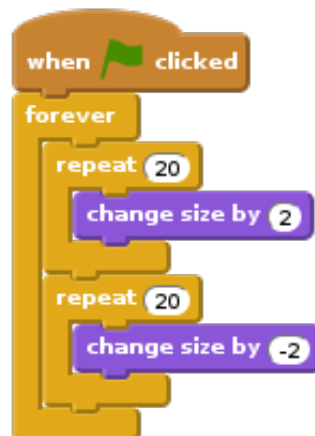 when clicked
forever
repeat 20
change size by 2
repeat 20
change size by -2